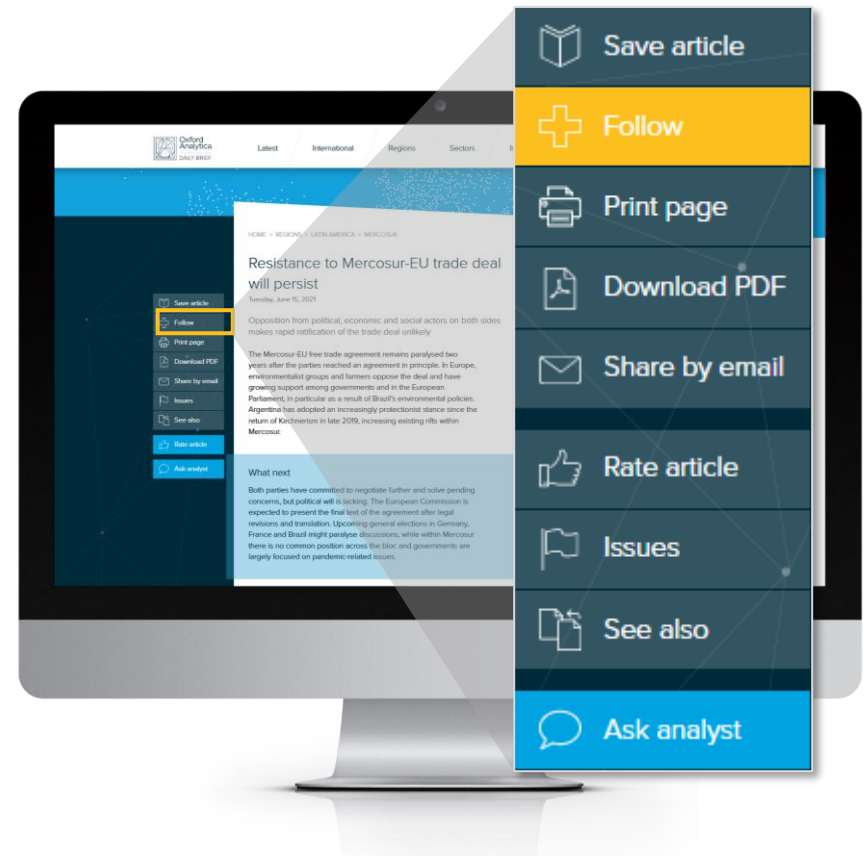 Oxford
Analytica
DAILY BRIEF
Latest
International
Regions
Sectors
HOME > REGIONS > LATIN AMERICA > MERCOSUR
Resistance to Mercosur-EU trade deal
will persist
Tuesday, June 15, 2021
Opposition from political, economic and social actors on both sides
makes rapid ratification of the trade deal unlikely
The Mercosur-EU free trade agreement remains paralysed two
years after the parties reached an agreement in principle. In Europe,
environmentalist groups and farmers oppose the deal and have
growing support among governments and in the European
Parliament, in particular as a result of Brazil's environmental policies.
Argentina has adopted an increasingly protectionist stance since the
return of Kirchnerism in late 2019, increasing existing rifts within
Mercosur.
What next
Both parties have committed to negotiate further and solve pending
concerns, but political will is lacking. The European Commission is
expected to present the final text of the agreement after legal
revisions and translation. Upcoming general elections in Germany,
France and Brazil might paralyse discussions, while within Mercosur
there is no common position across the bloc and governments are
largely focused on pandemic-related issues.
Save article
Follow
Print page
Download PDF
Share by email
Issues
See also
Rate article
Ask analyst
Save article
Follow
Print page
Download PDF
Share by email
Rate article
Issues
See also
Ask analyst